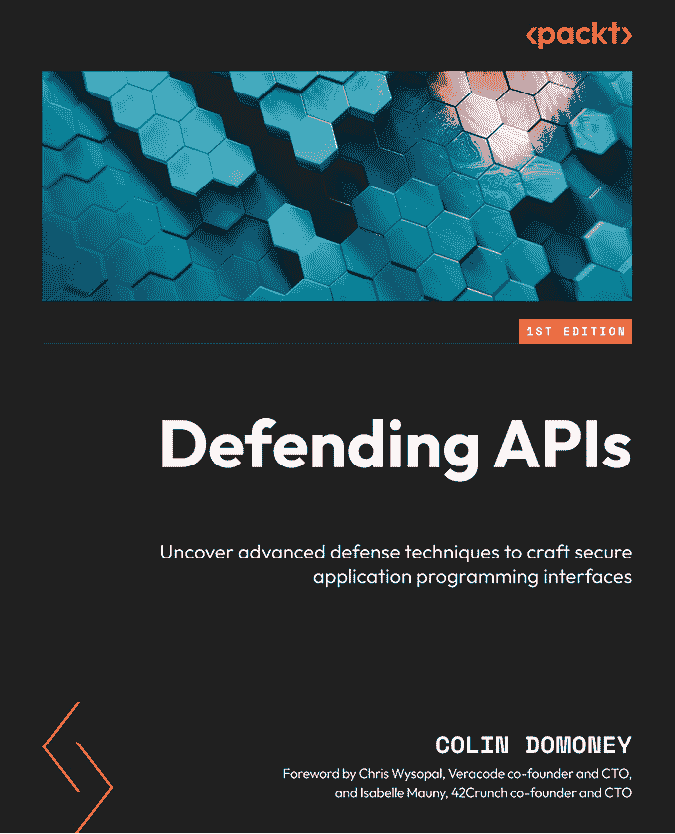 <packt>
1ST EDITION
Defending APIs
Uncover advanced defense techniques to craft secure
application programming interfaces
COLIN DOMONEY
Foreword by Chris Wysopal, Veracode co-founder and CTO,
and Isabelle Mauny, 42Crunch co-founder and CTO